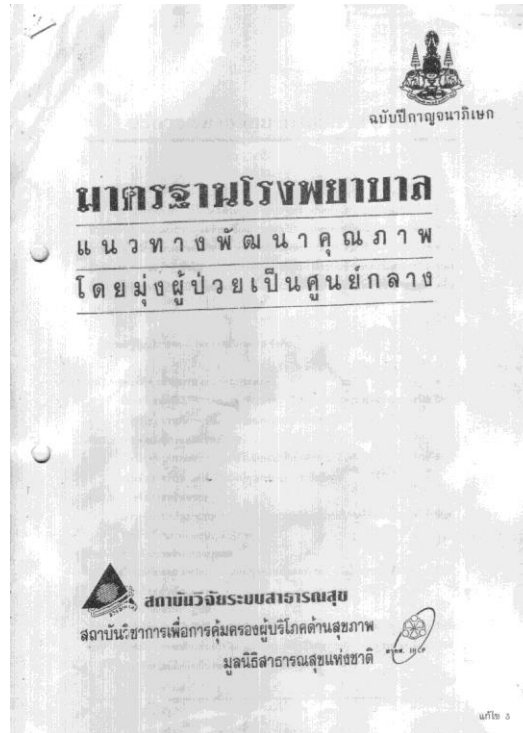 ฉบับปีกาญจนาภิเษก
มาตรฐานโรงพยาบาล
แนวทางพัฒนาคุณภาพ
โดยมุ่งผู้ป่วยเป็นศูนย์กลาง
สถาบันวิจัยระบบสาธารณสุข
สถาบันวิชาการเพื่อการคุ้มครองผู้บริโภคด้านสุขภาพ
IHCP
มูลนิธิสาธารณสุขแห่งชาติ
แก้ไข 3